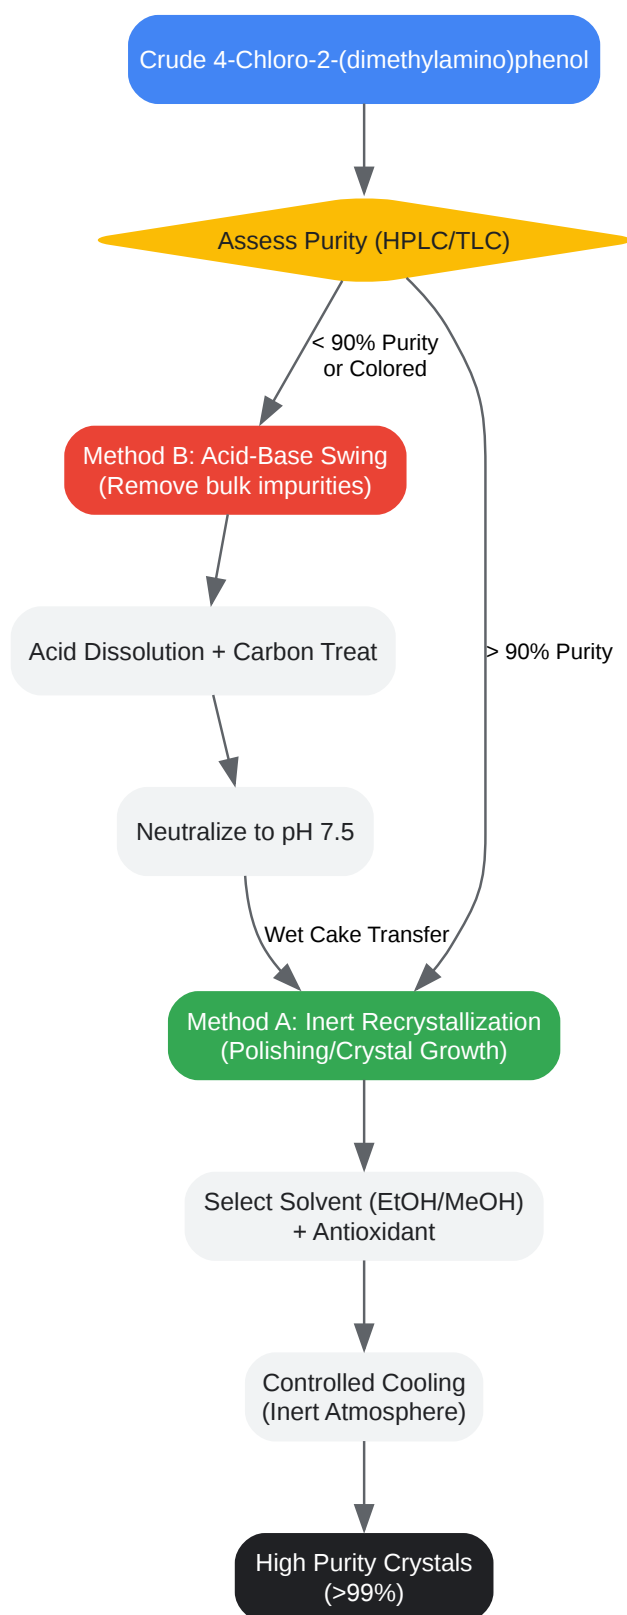 Crude 4-Chloro-2-(dimethylamino)phenol
Assess Purity (HPLC/TLC)
< 90% Purity
or Colored
Method B: Acid-Base Swing
(Remove bulk impurities)
Acid Dissolution + Carbon Treat
> 90% Purity
Neutralize to pH 7.5
Wet Cake Transfer
Method A: Inert Recrystallization
(Polishing/Crystal Growth)
Select Solvent (EtOH/MeOH)
+ Antioxidant
Controlled Cooling
(Inert Atmosphere)
High Purity Crystals
(>99%)